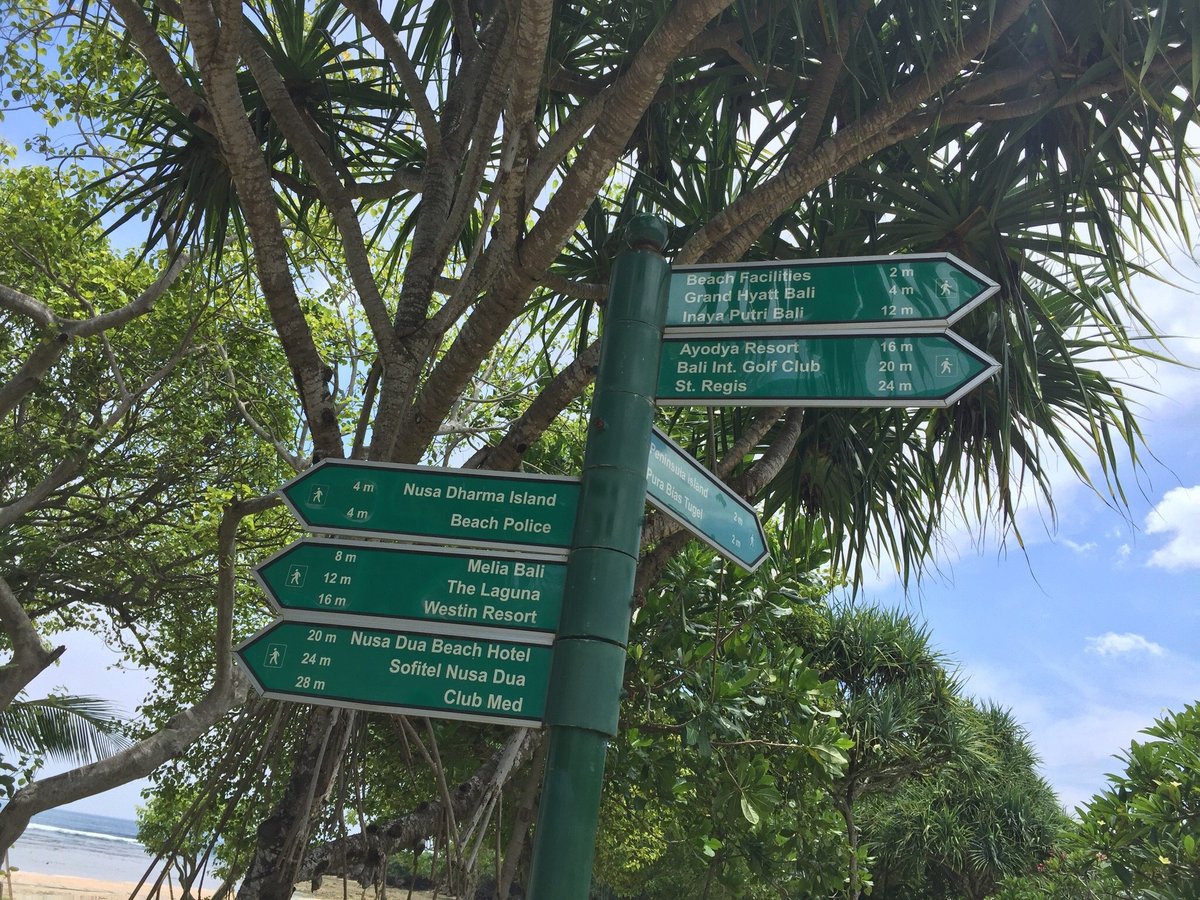 Beach Facilities 2 m
Grand Hyatt Bali 4 m
Inaya Putri Bali 12 m
Ayodya Resort 16 m
Bali Int. Golf Club 20 m
St. Regis 24 m
Peninsula island 2 m
Pura Bias Tugel 2 m
4 m Nusa Dharma Island
4 m Beach Police
8 m Melia Bali
12 m The Laguna
16 m Westin Resort
20 m Nusa Dua Beach Hotel
24 m Sofitel Nusa Dua
28 m Club Med